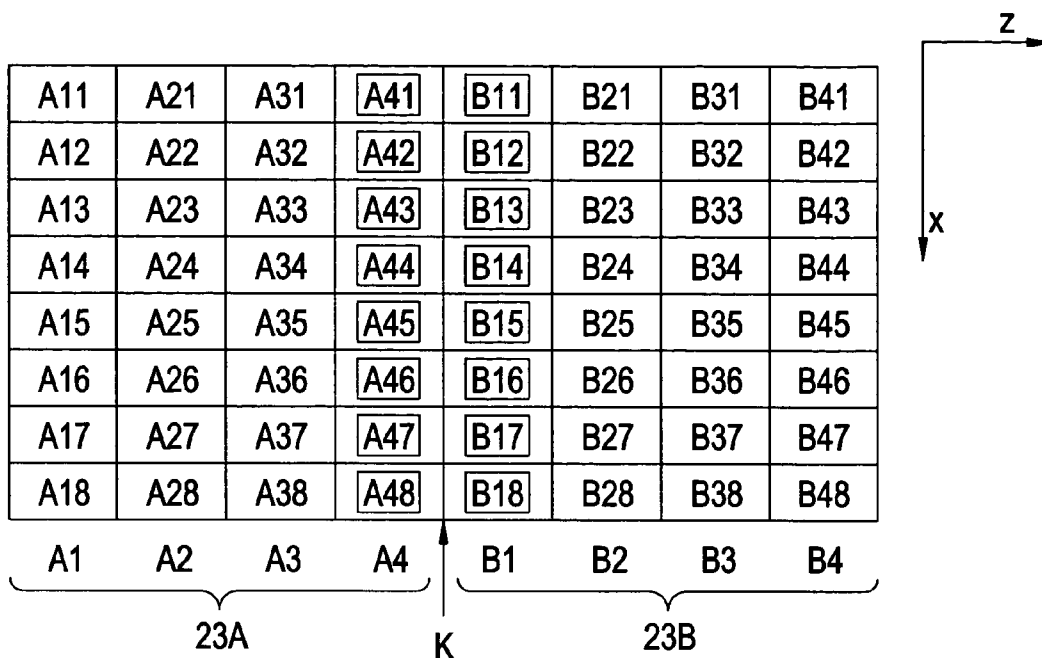 Z
A11 A21 A31 A41 B11 B21 B31 B41
A12 A22 A32 A42 B12 B22 B32 B42
A13 A23 A33 A43 B13 B23 B33 B43
X
A14 A24 A34 A44 B14 B24 B34 B44
A15 A25 A35 A45 B15 B25 B35 B45
A16 A26 A36 A46 B16 B26 B36 B46
A17 A27 A37 A47 B17 B27 B37 B47
A18 A28 A38 A48 B18 B28 B38 B48
A1 A2 A3 A4 B1 B2 B3 B4
23A K 23B